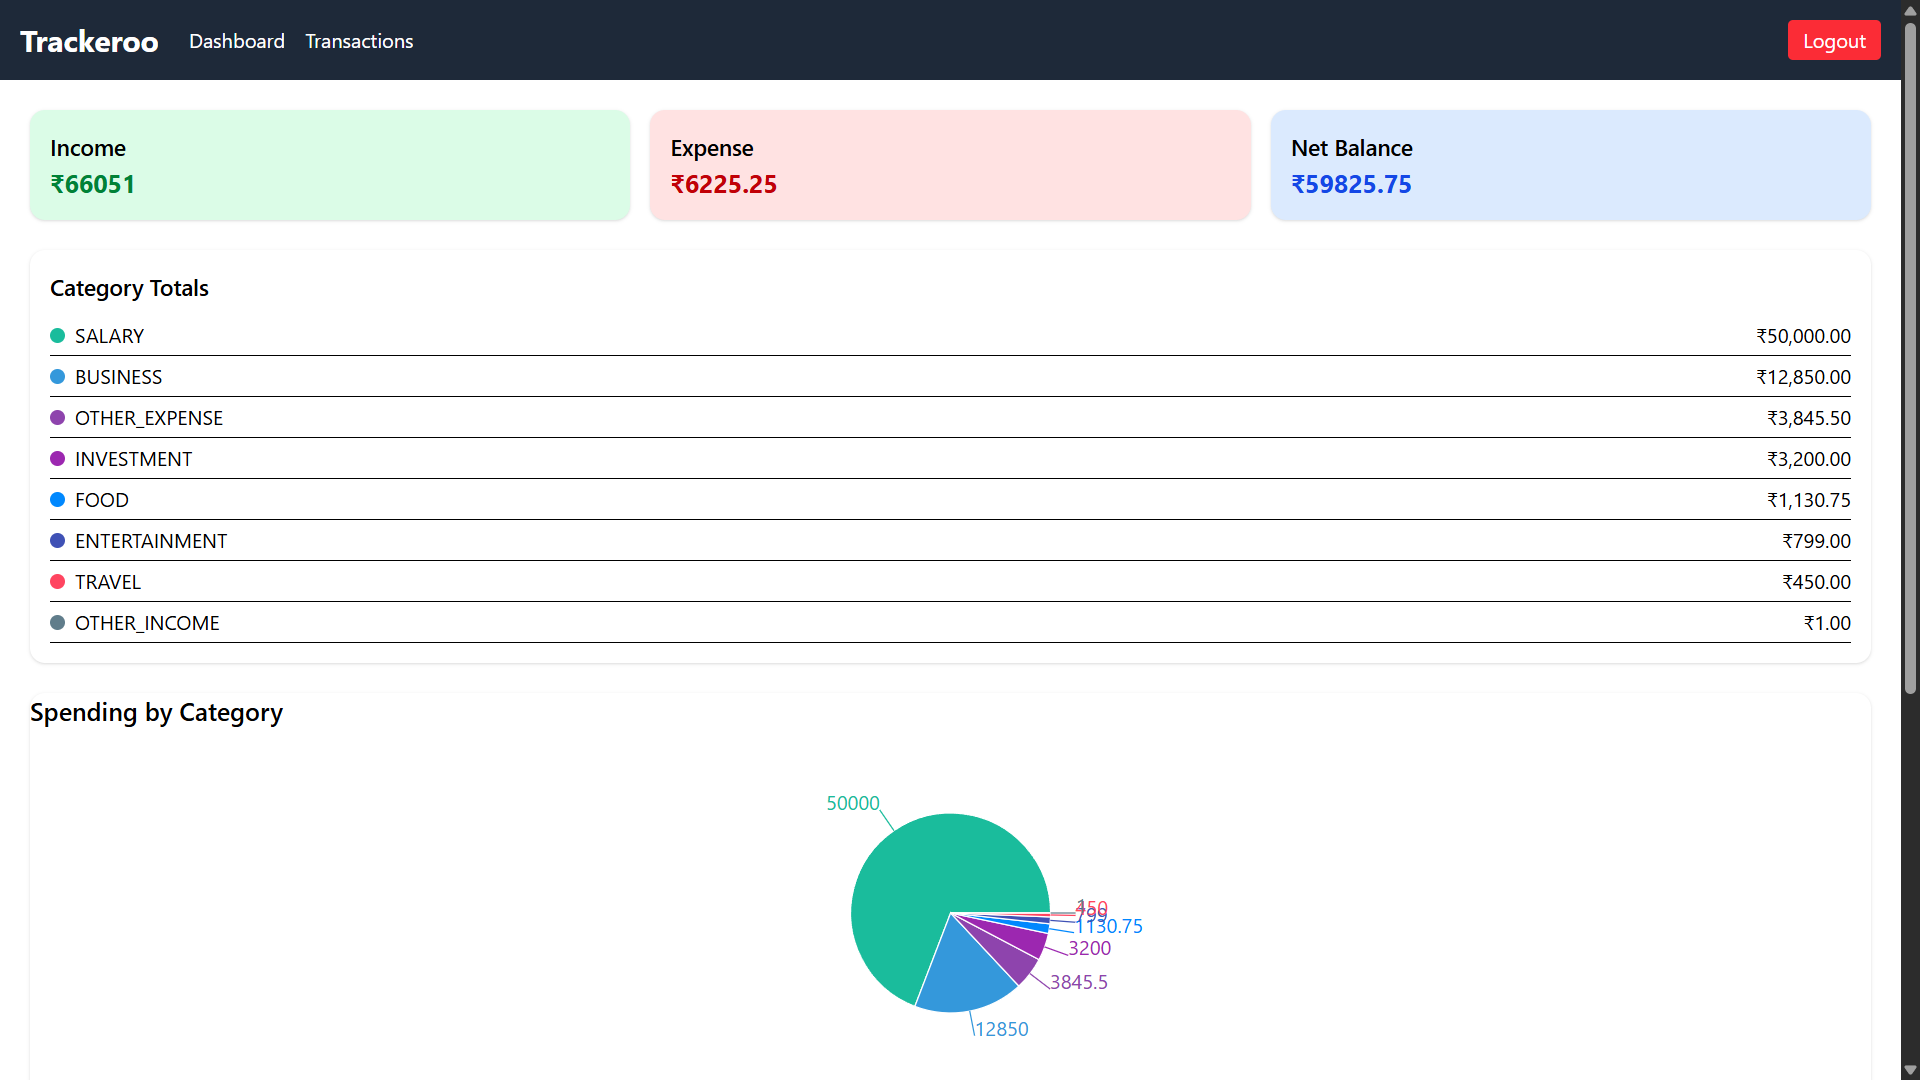 Trackeroo Dashboard Transactions Logout
Income
₹66051
Expense
₹6225.25
Net Balance
₹59825.75
Category Totals
SALARY ₹50,000.00
BUSINESS ₹12,850.00
OTHER_EXPENSE ₹3,845.50
INVESTMENT ₹3,200.00
FOOD ₹1,130.75
ENTERTAINMENT ₹799.00
TRAVEL ₹450.00
OTHER_INCOME ₹1.00
Spending by Category
50000
1
450
799
1130.75
3200
3845.5
12850